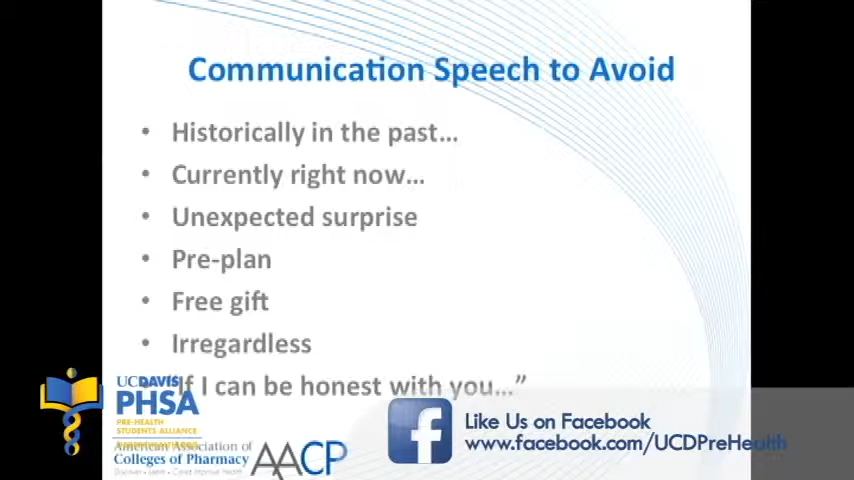 Communication Speech to Avoid
• Historically in the past...
• Currently right now...
• Unexpected surprise
• Pre-plan
• Free gift
• Irregardless
If I can be honest with you..."
UCDAVIS
PHSA
PRE-HEALTH
STUDENTS ALLIANCE
American Association of
Colleges of Pharmacy
AACP
Like Us on Facebook
www.facebook.com/UCDPreHealth